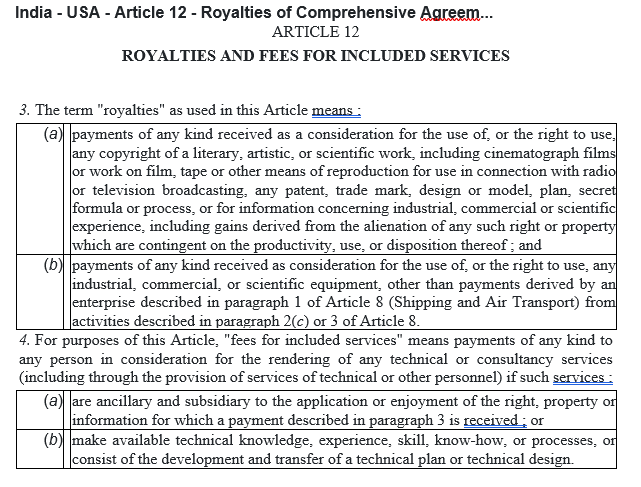 India - USA - Article 12 - Royalties of Comprehensive Agreem...
ARTICLE 12
ROYALTIES AND FEES FOR INCLUDED SERVICES
3. The term "royalties" as used in this Article means :
(a) payments of any kind received as a consideration for the use of, or the right to use,
any copyright of a literary, artistic, or scientific work, including cinematograph films
or work on film, tape or other means of reproduction for use in connection with radio
or television broadcasting, any patent, trade mark, design or model, plan, secret
formula or process, or for information concerning industrial, commercial or scientific
experience, including gains derived from the alienation of any such right or property
which are contingent on the productivity, use, or disposition thereof ; and
(b) payments of any kind received as consideration for the use of, or the right to use, any
industrial, commercial, or scientific equipment, other than payments derived by an
enterprise described in paragraph 1 of Article 8 (Shipping and Air Transport) from
activities described in paragraph 2(c) or 3 of Article 8.
4. For purposes of this Article, "fees for included services" means payments of any kind to
any person in consideration for the rendering of any technical or consultancy services
(including through the provision of services of technical or other personnel) if such services :
(a) are ancillary and subsidiary to the application or enjoyment of the right, property or
information for which a payment described in paragraph 3 is received ; or
(b) make available technical knowledge, experience, skill, know-how, or processes, or
consist of the development and transfer of a technical plan or technical design.